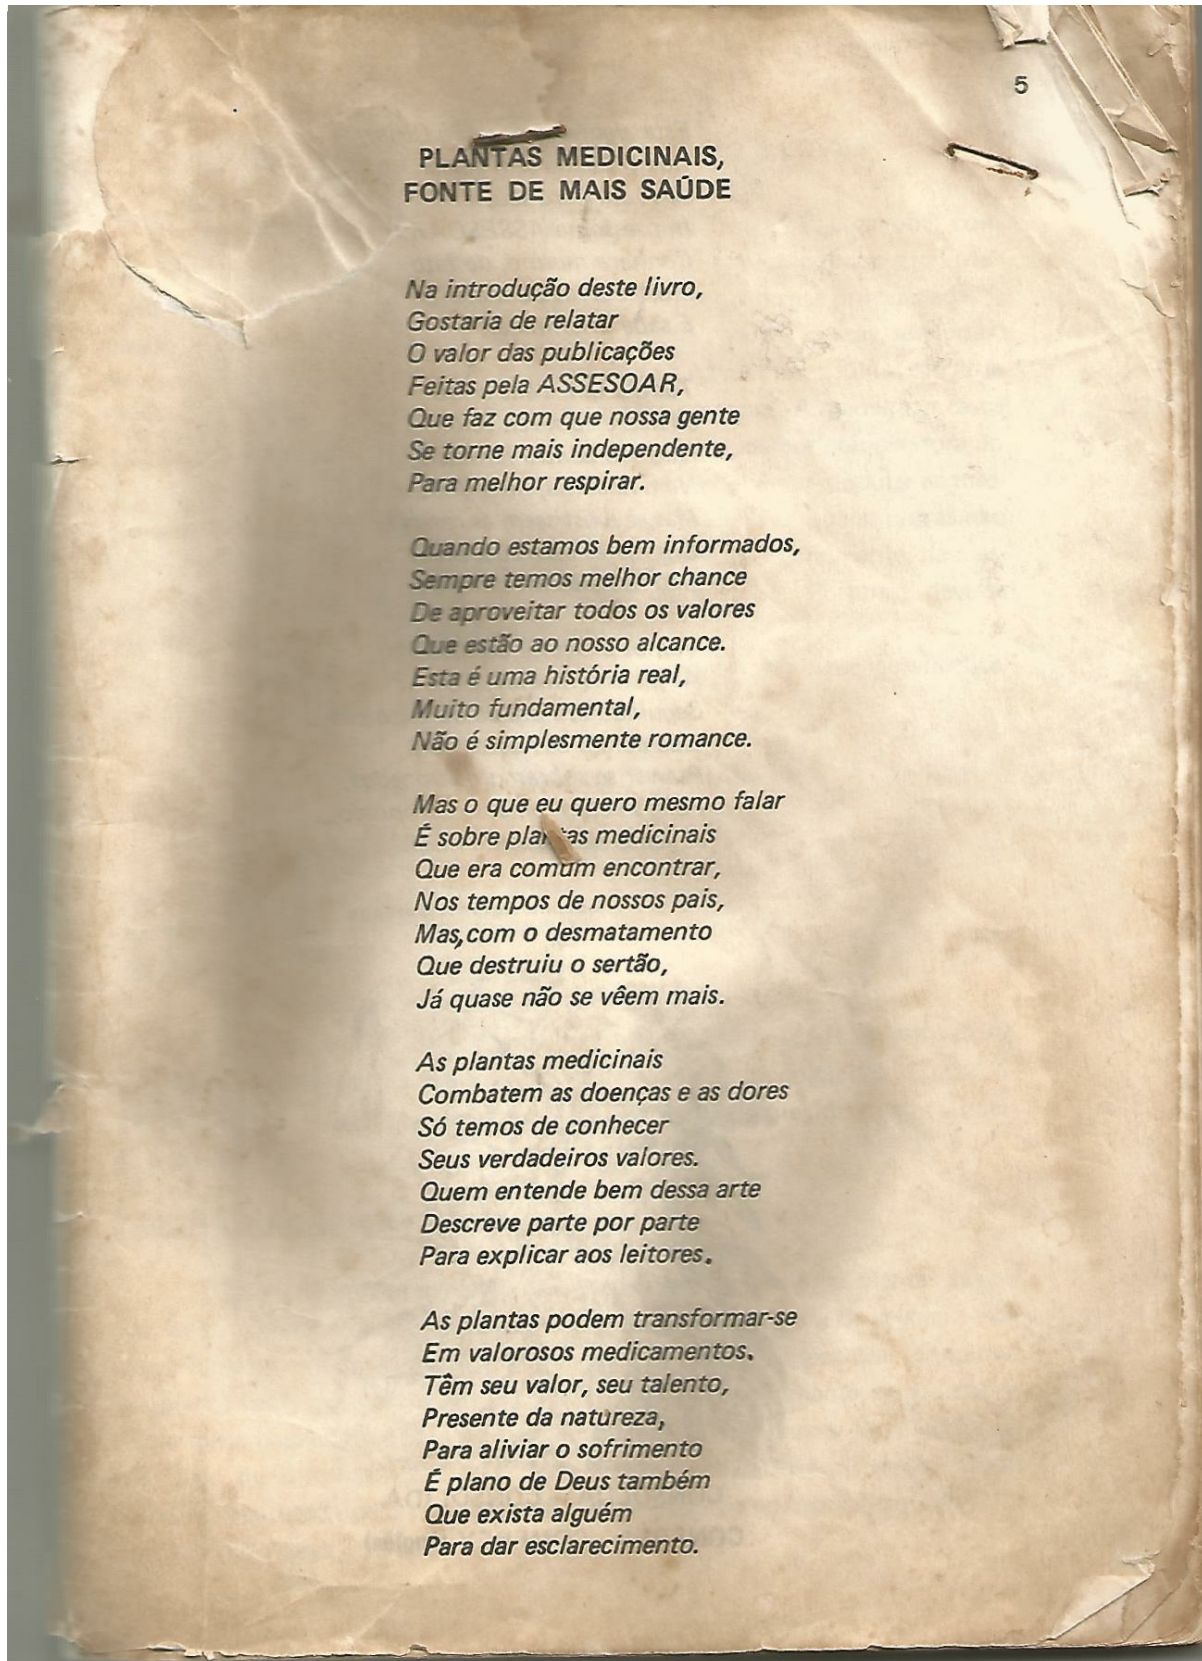 5
PLANTAS MEDICINAIS,
FONTE DE MAIS SAÚDE
Na introdução deste livro,
Gostaria de relatar
O valor das publicações
Feitas pela ASSESOAR,
Que faz com que nossa gente
Se torne mais independente,
Para melhor respirar.
Quando estamos bem informados,
Sempre temos melhor chance
De aproveitar todos os valores
Que estão ao nosso alcance.
Esta é uma história real,
Muito fundamental,
Não é simplesmente romance.
Mas o que eu quero mesmo falar
É sobre plantas medicinais
Que era comum encontrar,
Nos tempos de nossos pais,
Mas,com o desmatamento
Que destruiu o sertão,
Já quase não se vêem mais.
As plantas medicinais
Combatem as doenças e as dores
Só temos de conhecer
Seus verdadeiros valores.
Quem entende bem dessa arte
Descreve parte por parte
Para explicar aos leitores.
As plantas podem transformar-se
Em valorosos medicamentos.
Têm seu valor, seu talento,
Presente da natureza,
Para aliviar o sofrimento
É plano de Deus também
Que exista alguém
Para dar esclarecimento.